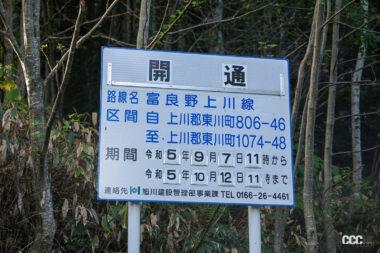 開 通
路線名 富良野上川線
区間 自 上川郡東川町806-46
至 上川郡東川町1074-48
期間 令和5年9月7日11時から
令和5年10月12日11時まで
連絡先 旭川建設管理部事業課 TEL 0166-26-4461
CCC